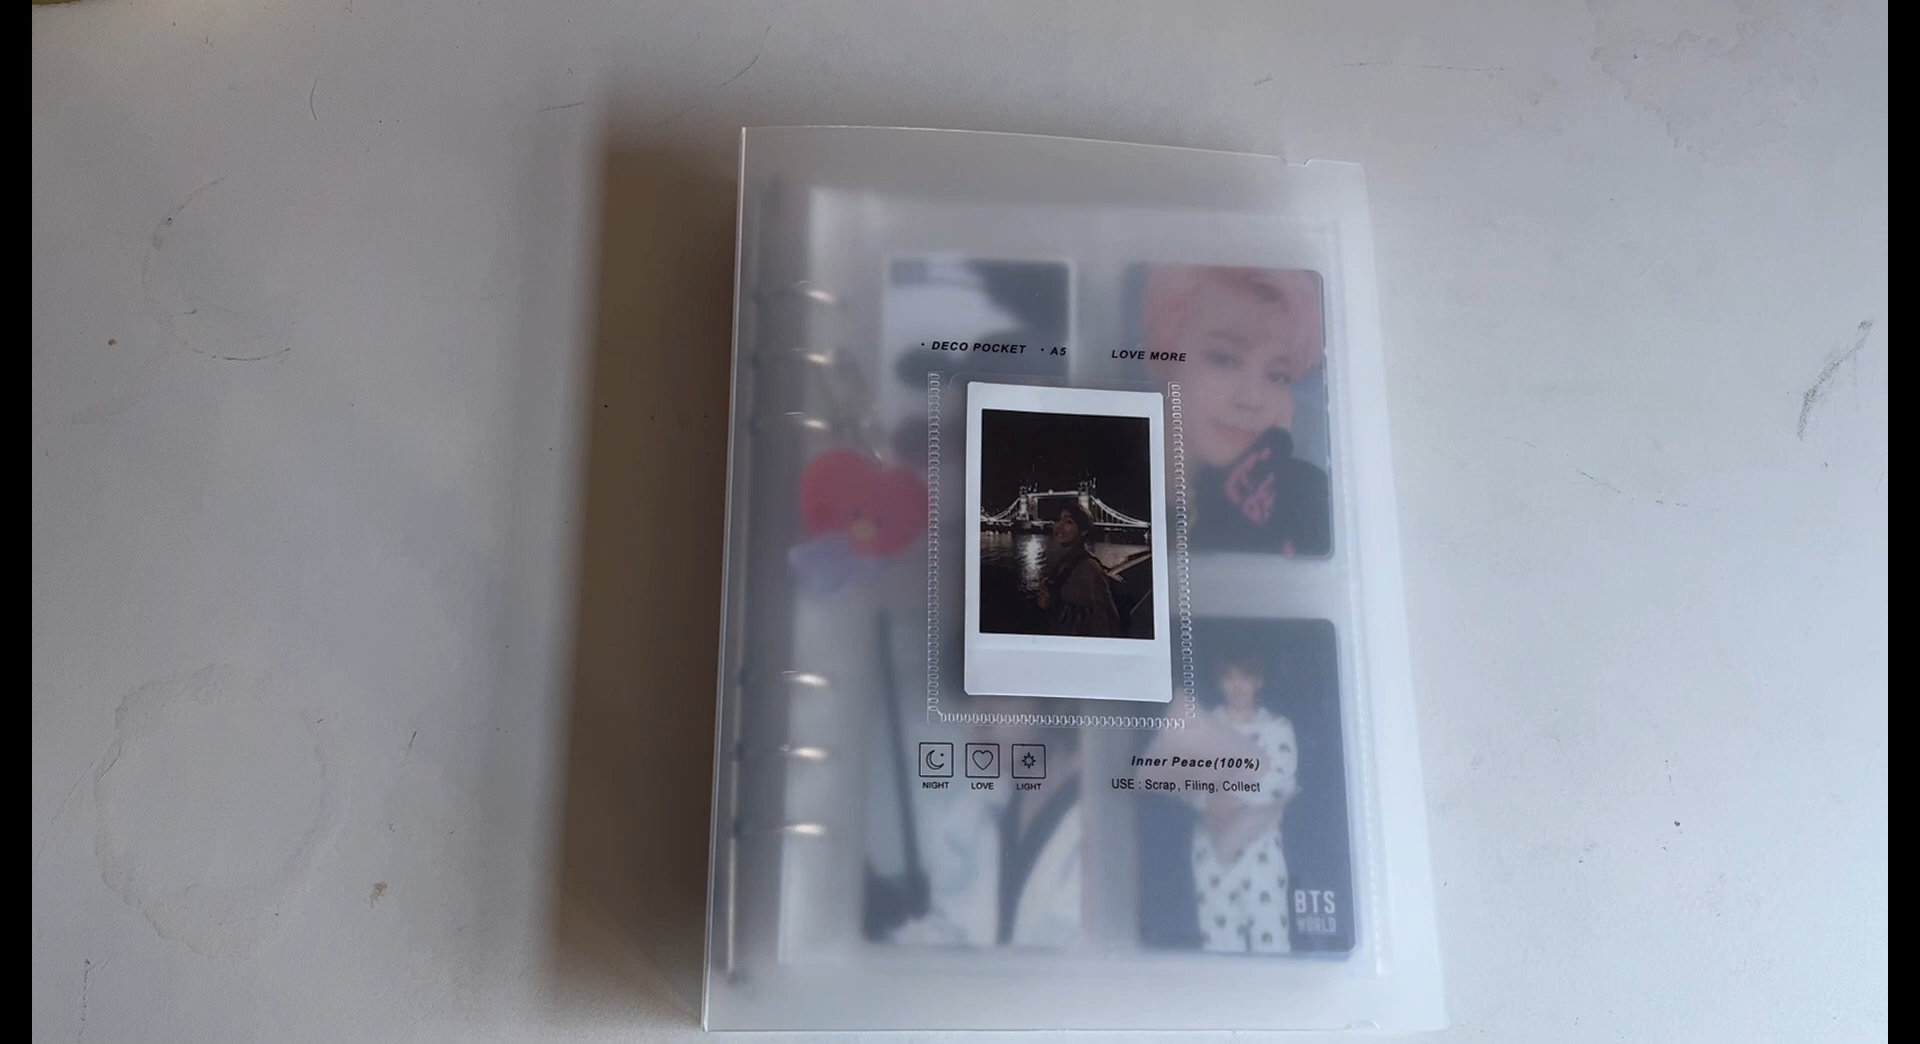 · DECO POCKET · A5 LOVE MORE
NIGHT LOVE LIGHT
Inner Peace(100%)
USE : Scrap, Filing, Collect
BTS
WORLD